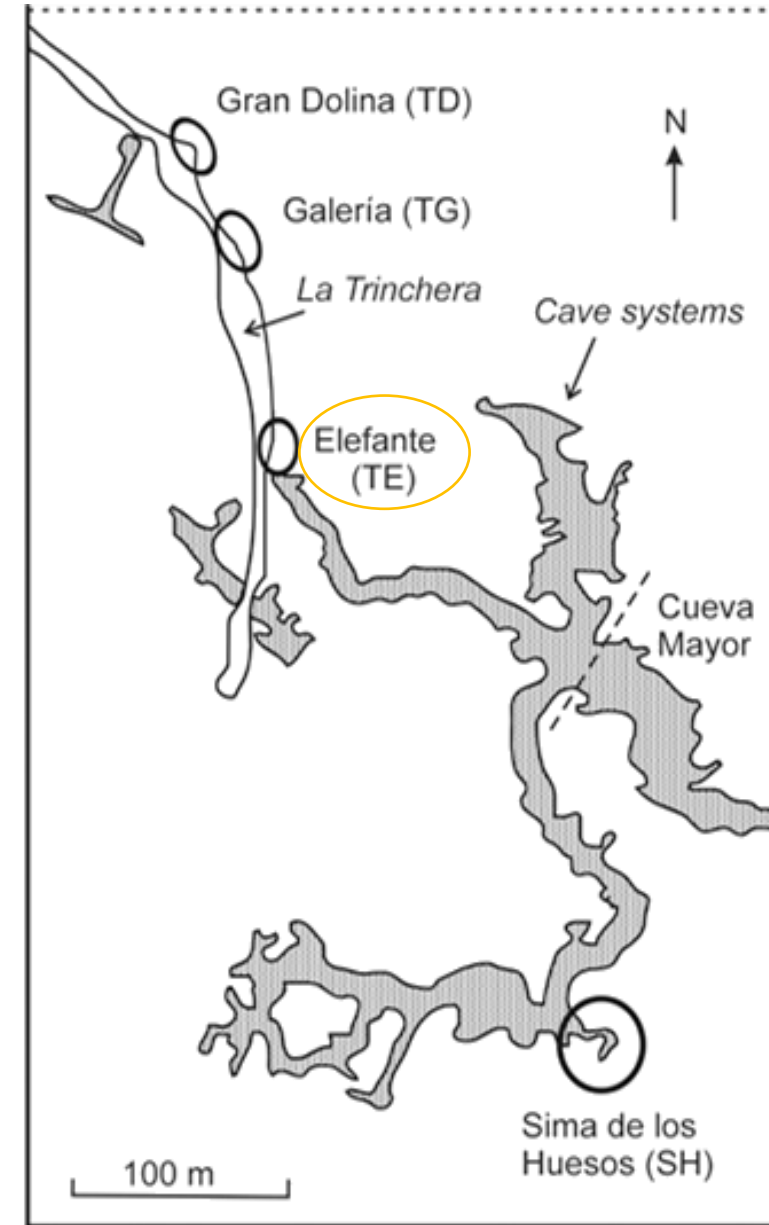 Gran Dolina (TD)
N
Galería (TG)
La Trinchera
Cave systems
Elefante
(TE)
Cueva
Mayor
Sima de los
Huesos (SH)
100 m